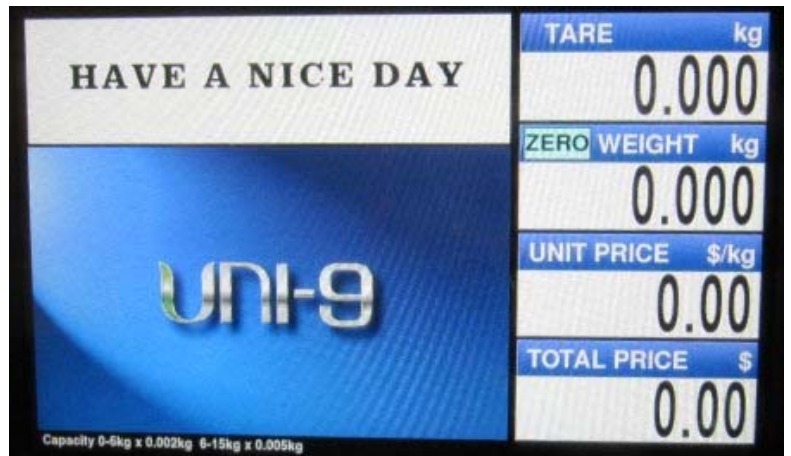 HAVE A NICE DAY
UNI-9
Capacity 0-6kg x 0.002kg 6-15kg x 0.005kg
TARE kg
0.000
ZERO WEIGHT kg
0.000
UNIT PRICE $/kg
0.00
TOTAL PRICE $
0.00